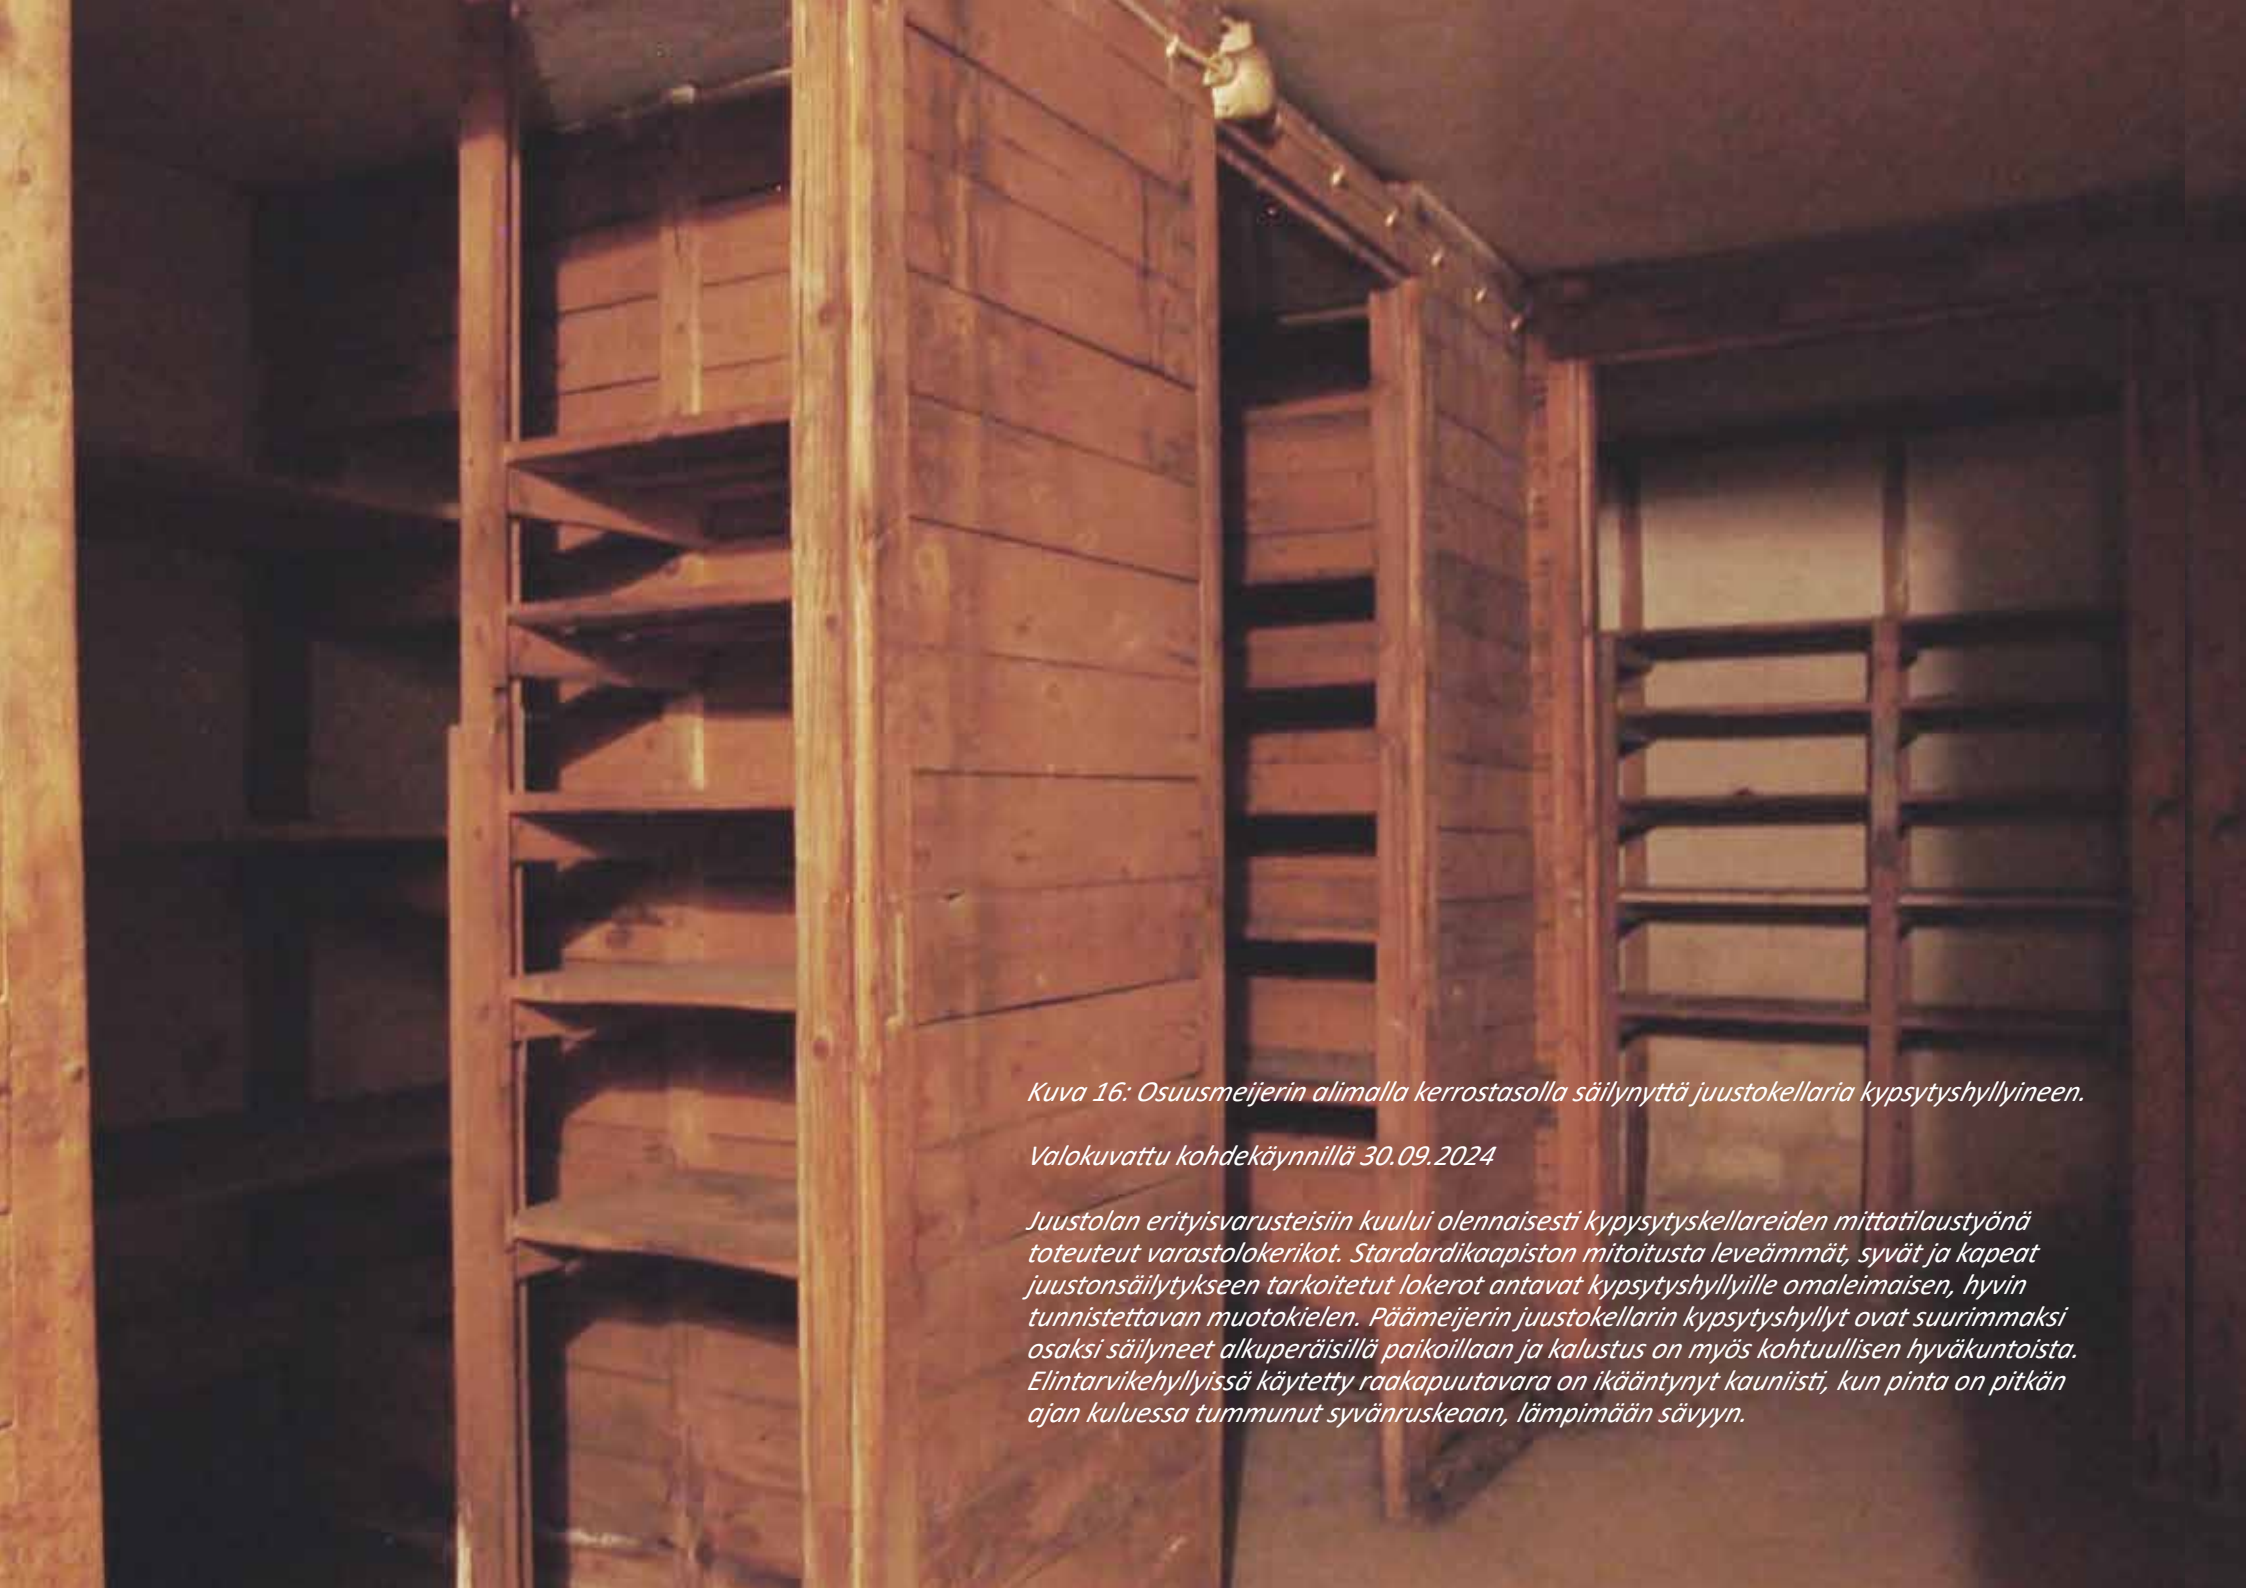 Kuva 16: Osuusmeijerin alimalla kerrostasolla säilynyttä juustokellaria kypsytyshyllyineen.
Valokuvattu kohdekäynnillä 30.09.2024
Juustolan erityisvarusteisiin kuului olennaisesti kypysytyskellareiden mittatilaustyönä
toteuteut varastolokerikot. Stardardikaapiston mitoitusta leveämmät, syvät ja kapeat
juustonsäilytykseen tarkoitetut lokerot antavat kypsytyshyllyille omaleimaisen, hyvin
tunnistettavan muotokielen. Päämeijerin juustokellarin kypsytyshyllyt ovat suurimmaksi
osaksi säilyneet alkuperäisillä paikoillaan ja kalustus on myös kohtuullisen hyväkuntoista.
Elintarvikehyllyissä käytetty raakapuutavara on ikääntynyt kauniisti, kun pinta on pitkän
ajan kuluessa tummunut syvänruskeaan, lämpimään sävyyn.